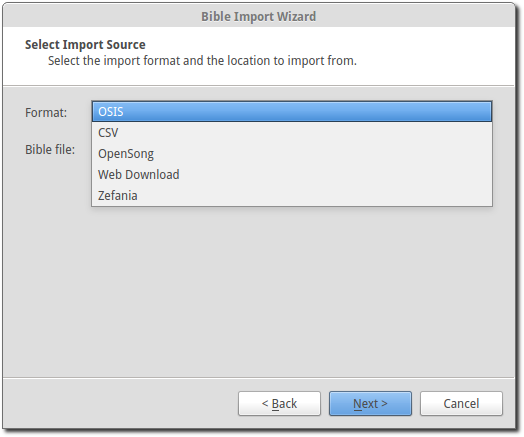 Bible Import Wizard
Select Import Source
Select the import format and the location to import from.
Format:
OSIS
CSV
Bible file:
OpenSong
Web Download
Zefania
< Back
Next >
Cancel